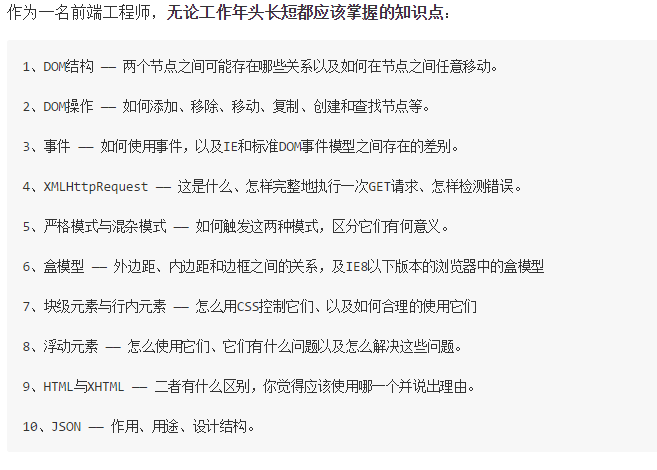 作为一名前端工程师，无论工作年头长短都应该掌握的知识点：
1、DOM结构 —— 两个节点之间可能存在哪些关系以及如何在节点之间任意移动。
2、DOM操作 —— 如何添加、移除、移动、复制、创建和查找节点等。
3、事件 —— 如何使用事件，以及IE和标准DOM事件模型之间存在的差别。
4、XMLHttpRequest —— 这是什么、怎样完整地执行一次GET请求、怎样检测错误。
5、严格模式与混杂模式 —— 如何触发这两种模式，区分它们有何意义。
6、盒模型 —— 外边距、内边距和边框之间的关系，及IE8以下版本的浏览器中的盒模型
7、块级元素与行内元素 —— 怎么用CSS控制它们、以及如何合理的使用它们
8、浮动元素 —— 怎么使用它们、它们有什么问题以及怎么解决这些问题。
9、HTML与XHTML —— 二者有什么区别，你觉得应该使用哪一个并说出理由。
10、JSON —— 作用、用途、设计结构。